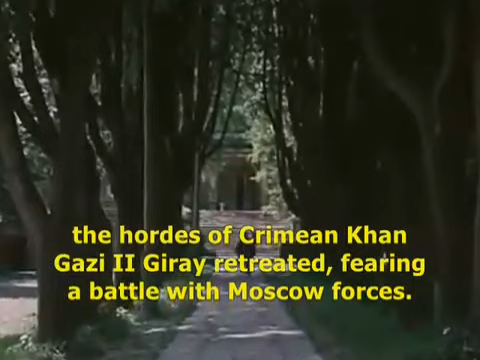 the hordes of Crimean Khan
Gazi II Giray retreated, fearing
a battle with Moscow forces.